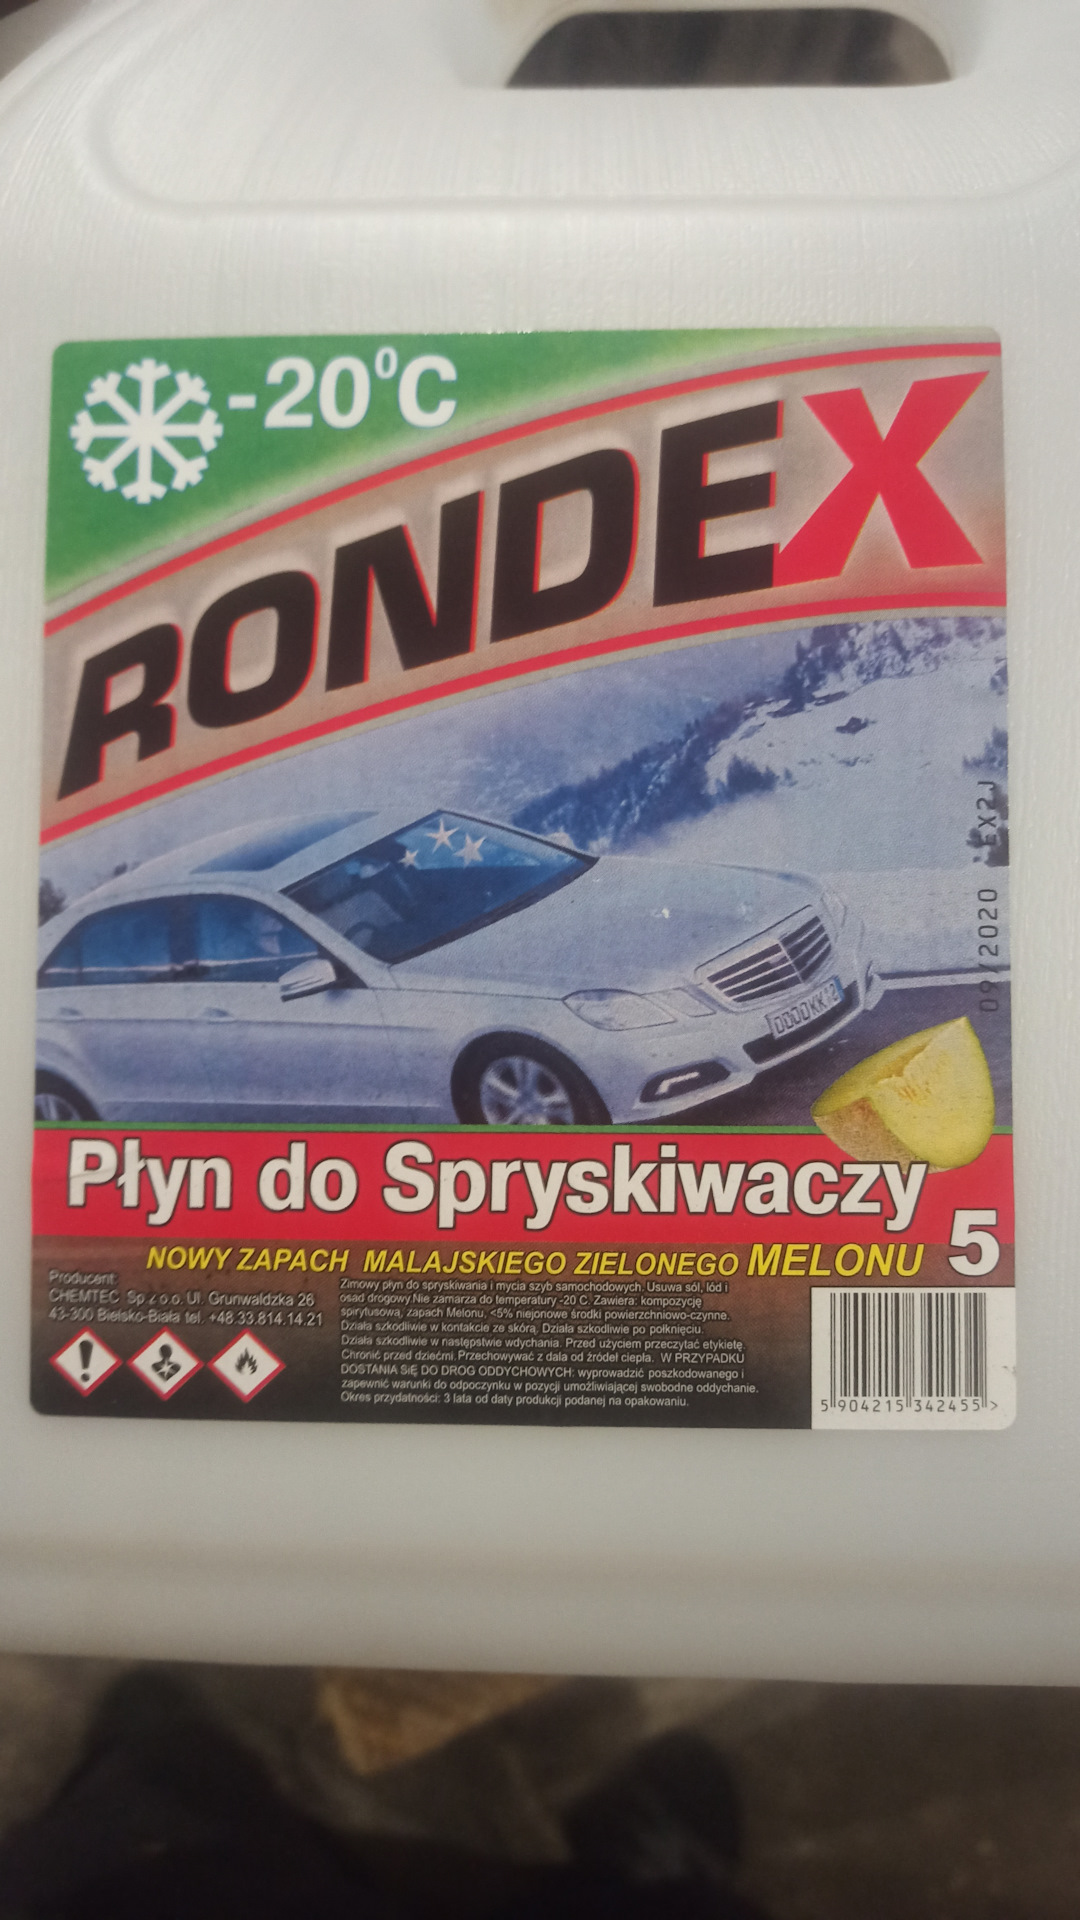 -20°C
RONDEX
0000KK12
09/2020 EX2J
Płyn do Spryskiwaczy
5
NOWY ZAPACH MALAJSKIEGO ZIELONEGO MELONU
Producent:
CHEMTEC Sp.z o.o. Ul. Grunwaldzka 26
43-300 Bielsko-Biała tel. +48.33.814.14.21
Zimowy płyn do spryskiwania i mycia szyb samochodowych. Usuwa sól, lód i
osad drogowy Nie zamarza do temperatury -20 C. Zawiera: kompozycję
spirytusową, zapach Melonu, <5% niejonowe środki powierzchniowo-czynne.
Działa szkodliwie w kontakcie ze skórą. Działa szkodliwie po połknięciu.
Działa szkodliwie w następstwie wdychania. Przed użyciem przeczytać etykietę.
Chronić przed dziećmi. Przechowywać z dala od źródeł ciepła. W PRZYPADKU
DOSTANIA SIĘ DO DROG ODDYCHOWYCH: wyprowadzić poszkodowanego i
zapewnić warunki do odpoczynku w pozycji umożliwiającej swobodne oddychanie.
Okres przydatności: 3 lata od daty produkcji podanej na opakowaniu.
5 904215 342455 >